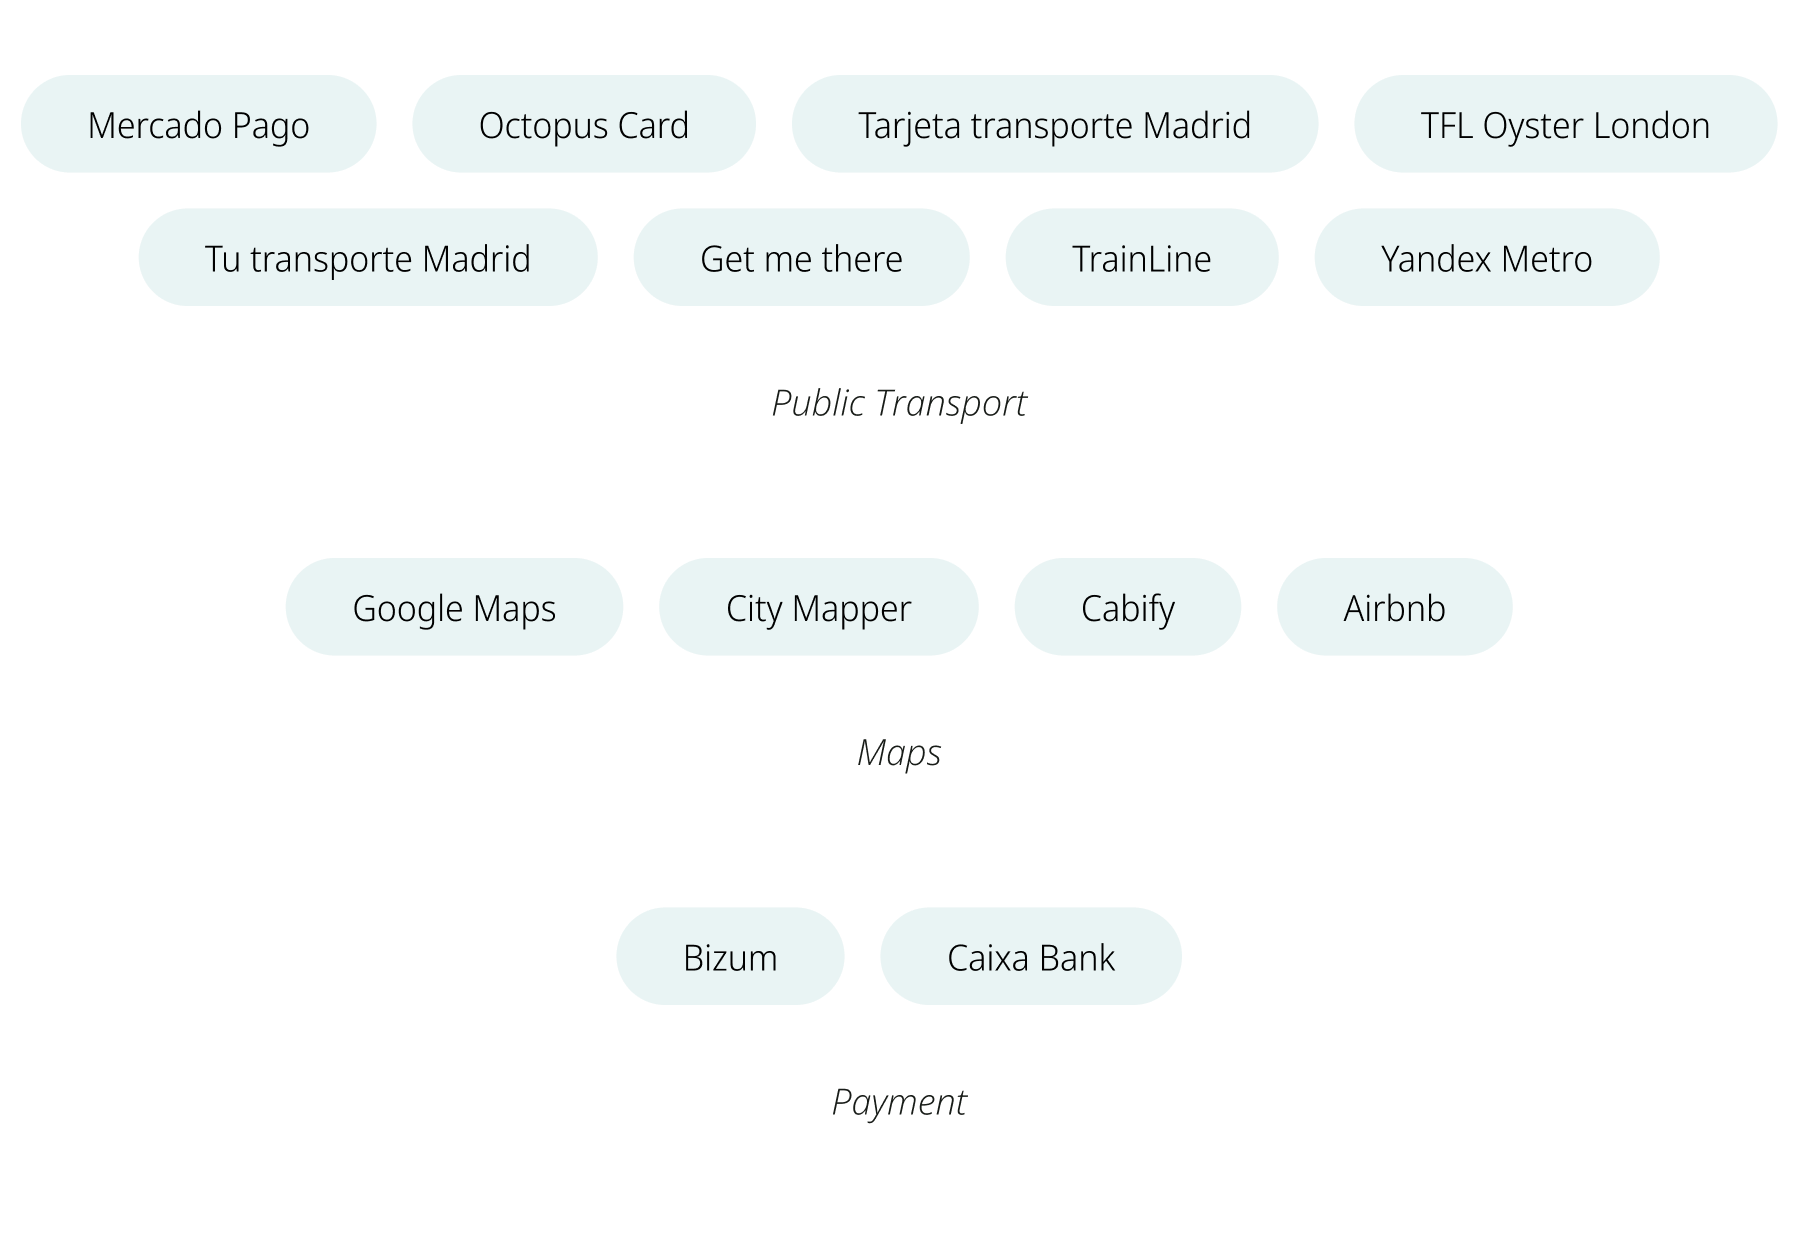 Mercado Pago Octopus Card Tarjeta transporte Madrid TFL Oyster London
Tu transporte Madrid Get me there TrainLine Yandex Metro
Public Transport
Google Maps City Mapper Cabify Airbnb
Maps
Bizum Caixa Bank
Payment